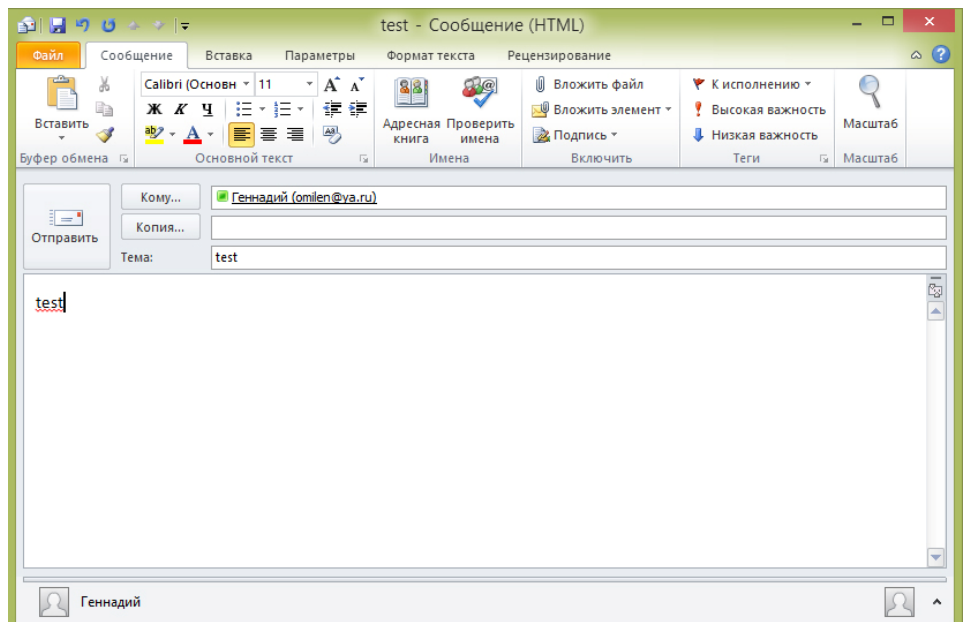 test - Сообщение (HTML)
Файл Сообщение Вставка Параметры Формат текста Рецензирование
Calibri (Основн 11
Вставить
Ж К Ч
Буфер обмена
Основной текст
Адресная книга
Проверить имена
Имена
Вложить файл
Вложить элемент
Подпись
Включить
К исполнению
Высокая важность
Низкая важность
Теги
Масштаб
Масштаб
Отправить
Кому... Геннадий (omilen@ya.ru)
Копия...
Тема: test
test
Геннадий